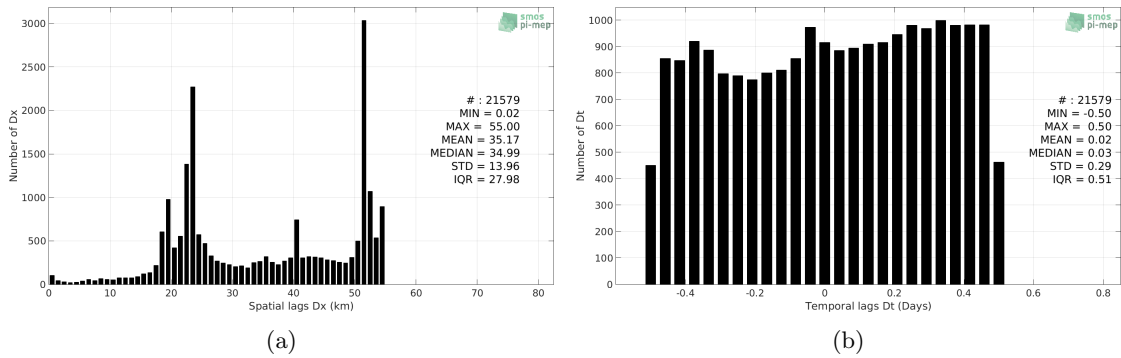 3000
2500
2000
1500
1000
500
0
Number of Dx
0 10 20 30 40 50 60 70 80
Spatial lags Dx (km)
smos
pi-mep
# : 21579
MIN = 0.02
MAX = 55.00
MEAN = 35.17
MEDIAN = 34.99
STD = 13.96
IQR = 27.98
(a)
1000
900
800
700
600
500
400
300
200
100
0
Number of Dt
-0.4 -0.2 0 0.2 0.4 0.6 0.8
Temporal lags Dt (Days)
smos
pi-mep
# : 21579
MIN = -0.50
MAX = 0.50
MEAN = 0.02
MEDIAN = 0.03
STD = 0.29
IQR = 0.51
(b)